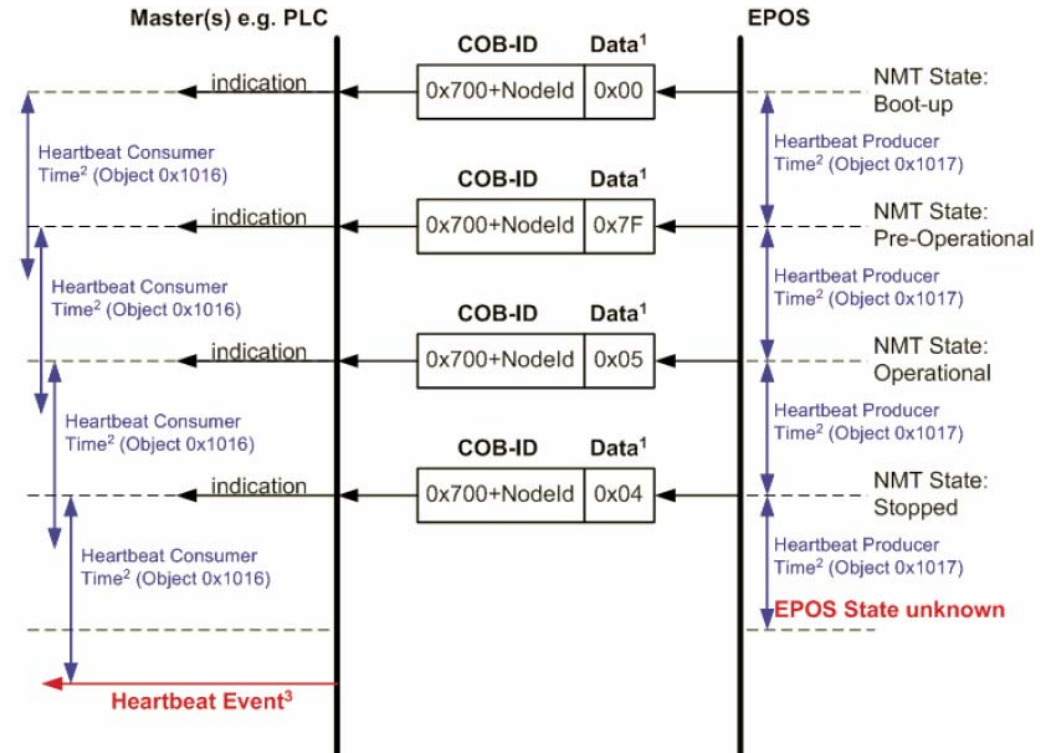 Master(s) e.g. PLC
EPOS
COB-ID Data¹
indication
0x700+NodeId 0x00
NMT State:
Boot-up
Heartbeat Consumer
Time² (Object 0x1016)
Heartbeat Producer
Time² (Object 0x1017)
COB-ID Data¹
indication
0x700+NodeId 0x7F
NMT State:
Pre-Operational
Heartbeat Consumer
Time² (Object 0x1016)
Heartbeat Producer
Time² (Object 0x1017)
COB-ID Data¹
indication
0x700+NodeId 0x05
NMT State:
Operational
Heartbeat Consumer
Time² (Object 0x1016)
Heartbeat Producer
Time² (Object 0x1017)
COB-ID Data¹
indication
0x700+NodeId 0x04
NMT State:
Stopped
Heartbeat Consumer
Time² (Object 0x1016)
Heartbeat Producer
Time² (Object 0x1017)
EPOS State unknown
Heartbeat Event³